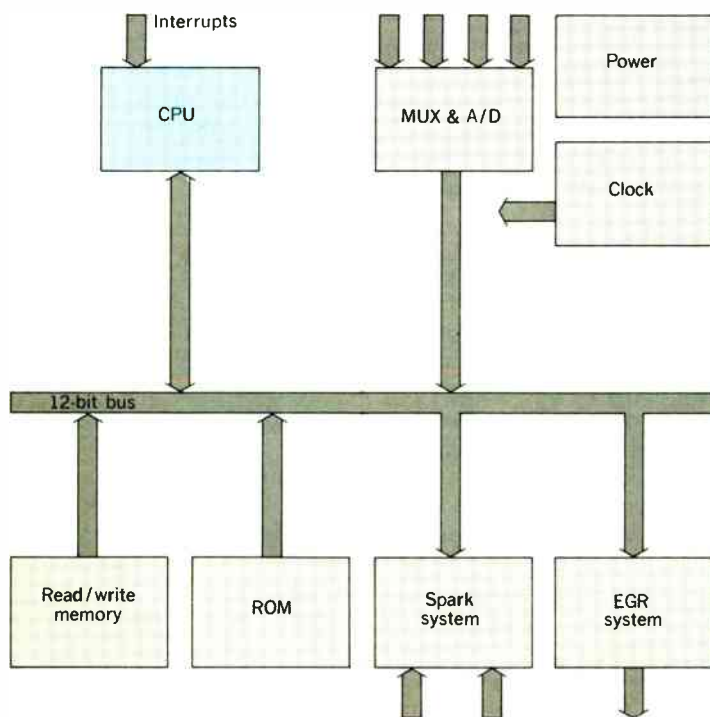 Interrupts
CPU
MUX & A/D
Power
Clock
12-bit bus
Read/write
memory
ROM
Spark
system
EGR
system